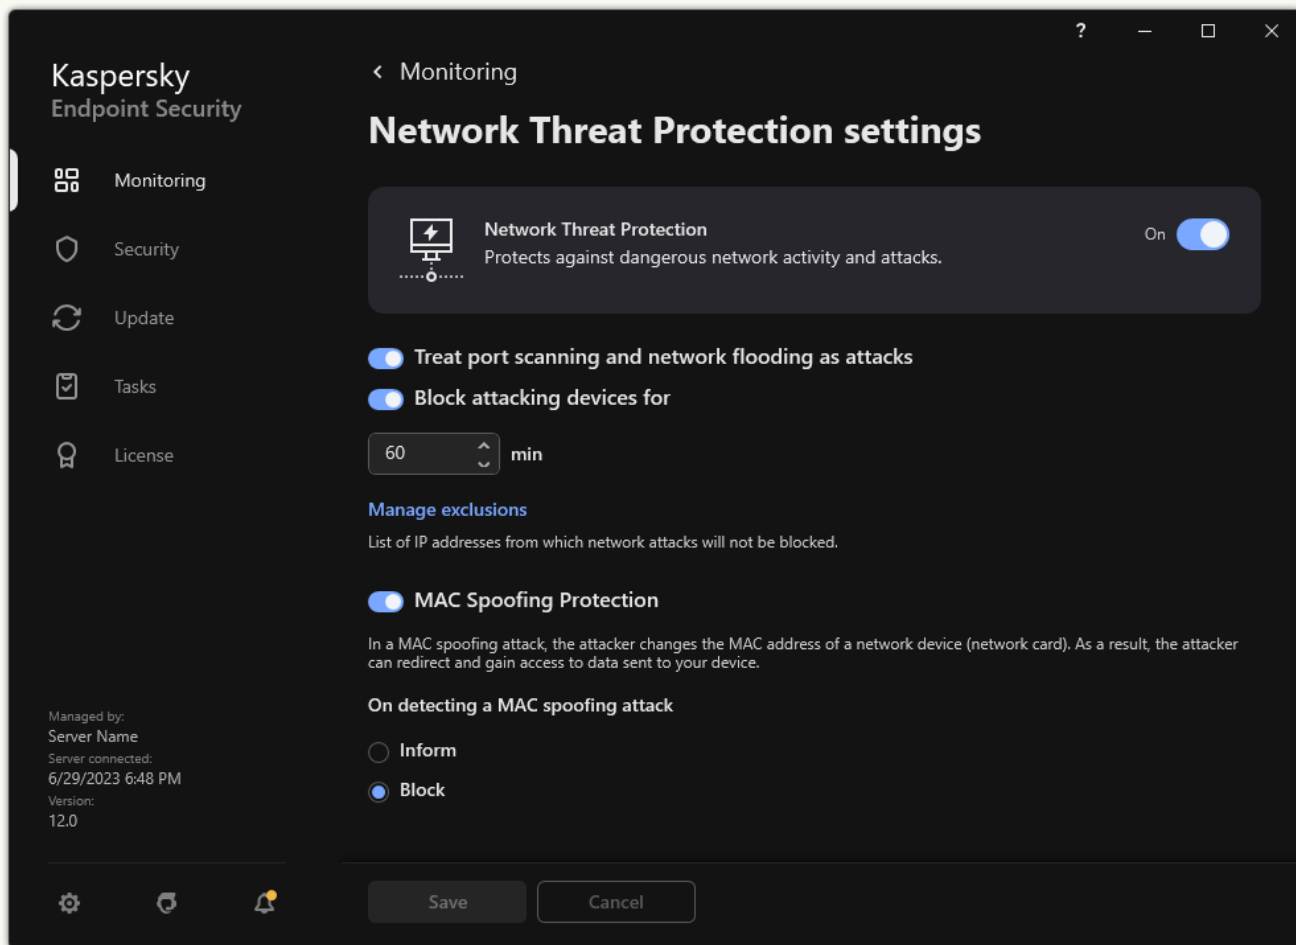 ?
Kaspersky
Endpoint Security
Monitoring
Security
Update
Tasks
License
Managed by:
Server Name
Server connected:
6/29/2023 6:48 PM
Version:
12.0
Monitoring
Network Threat Protection settings
Network Threat Protection
Protects against dangerous network activity and attacks.
On
Treat port scanning and network flooding as attacks
Block attacking devices for
60 min
Manage exclusions
List of IP addresses from which network attacks will not be blocked.
MAC Spoofing Protection
In a MAC spoofing attack, the attacker changes the MAC address of a network device (network card). As a result, the attacker
can redirect and gain access to data sent to your device.
On detecting a MAC spoofing attack
Inform
Block
Save
Cancel